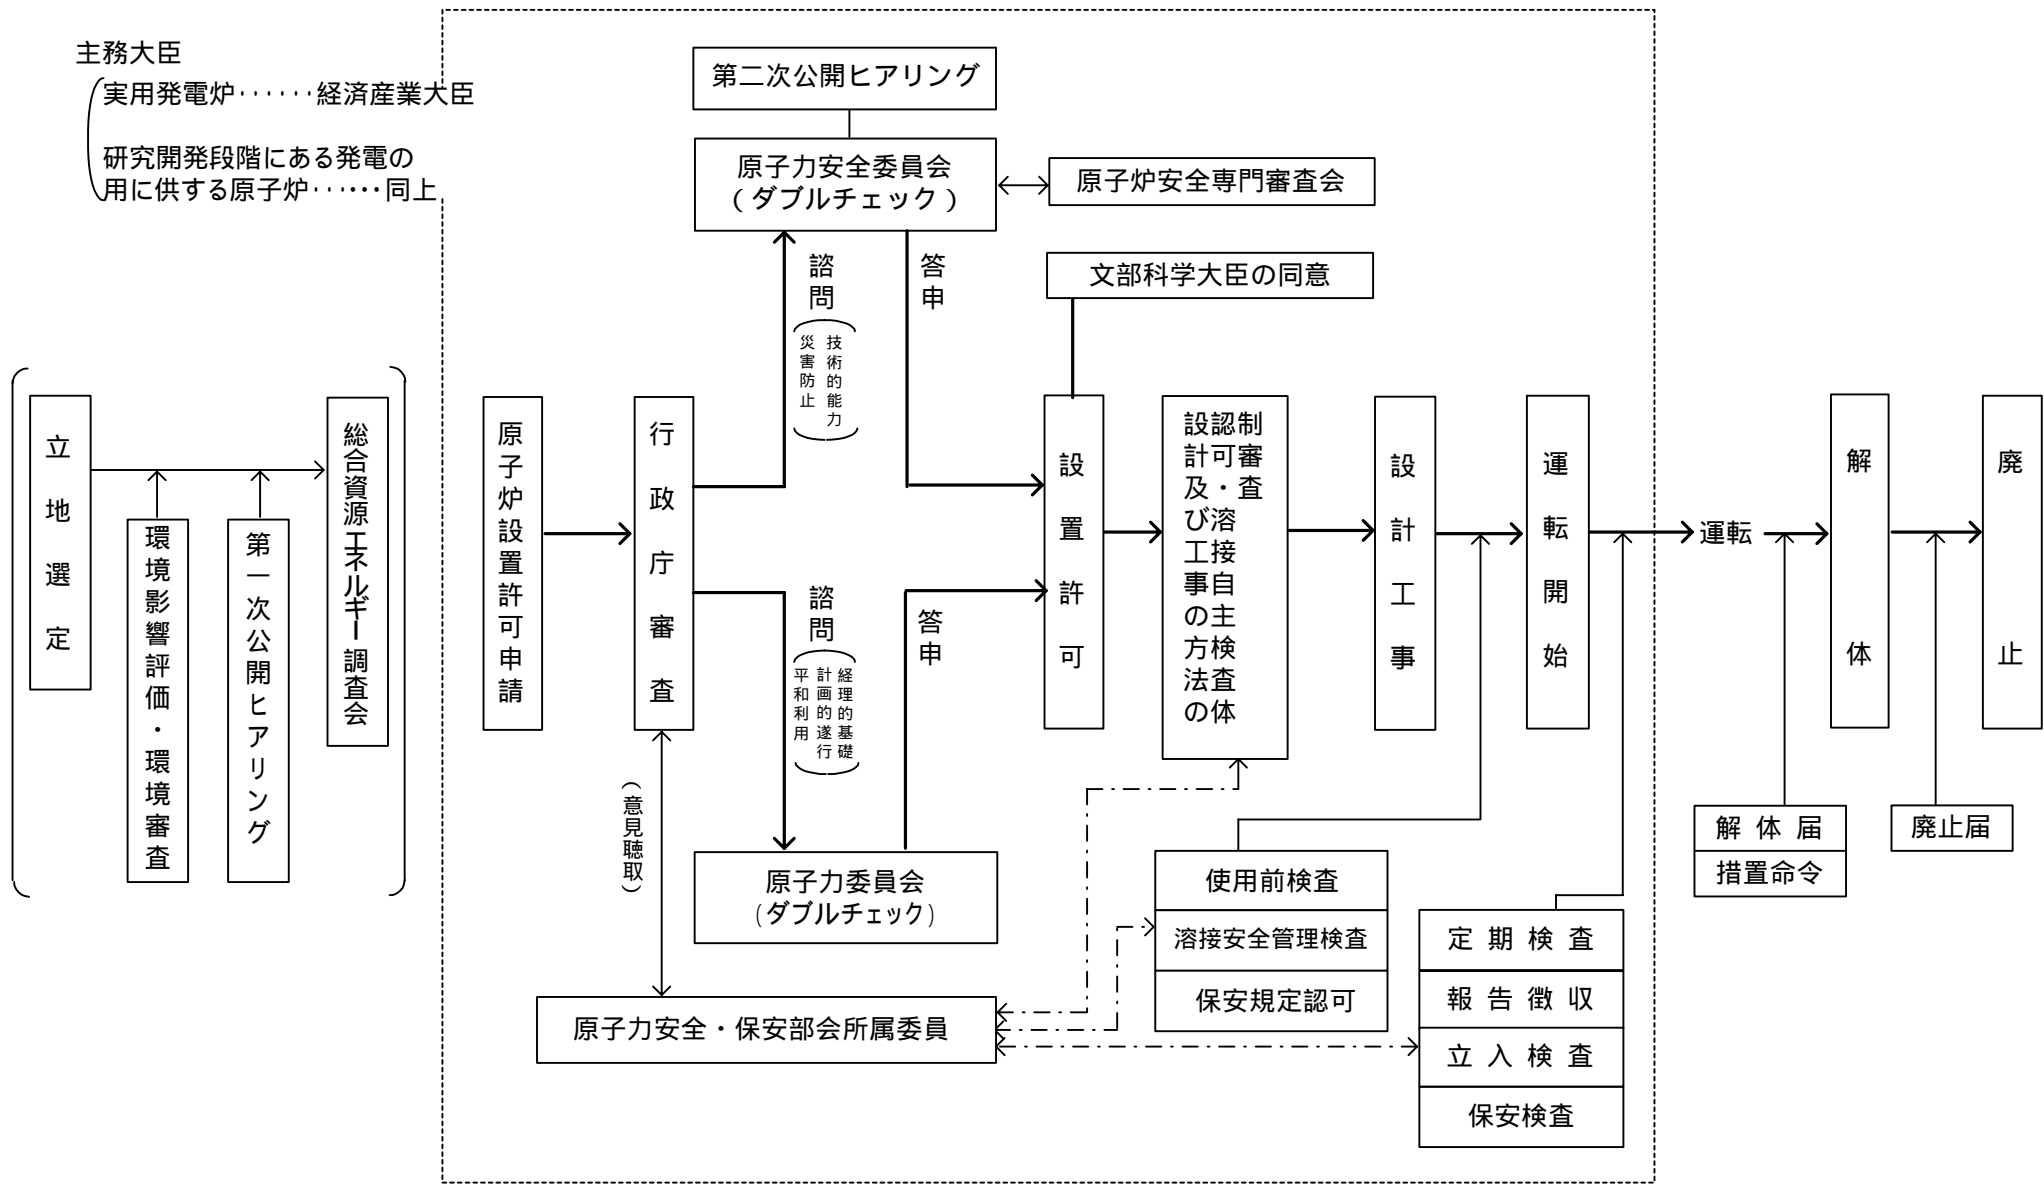 主務大臣
実用発電炉‥‥‥経済産業大臣
研究開発段階にある発電の
用に供する原子炉‥‥‥同上
第二次公開ヒアリング
原子力安全委員会
(ダブルチェック)
原子炉安全専門審査会
文部科学大臣の同意
諮問
技術的能力
災害防止
答申
立地選定
環境影響評価・環境審査
第一次公開ヒアリング
総合資源エネルギー調査会
原子炉設置許可申請
行政庁審査
諮問
経理的基礎
計画的遂行
平和利用
答申
設置許可
設計及び工事の方法の
認可・溶接自主検査体
制審査
設計工事
運転開始
運転
解体
廃止
(意見聴取)
原子力委員会
(ダブルチェック)
原子力安全・保安部会所属委員
使用前検査
溶接安全管理検査
保安規定認可
定期検査
報告徴収
立入検査
保安検査
解体届
措置命令
廃止届